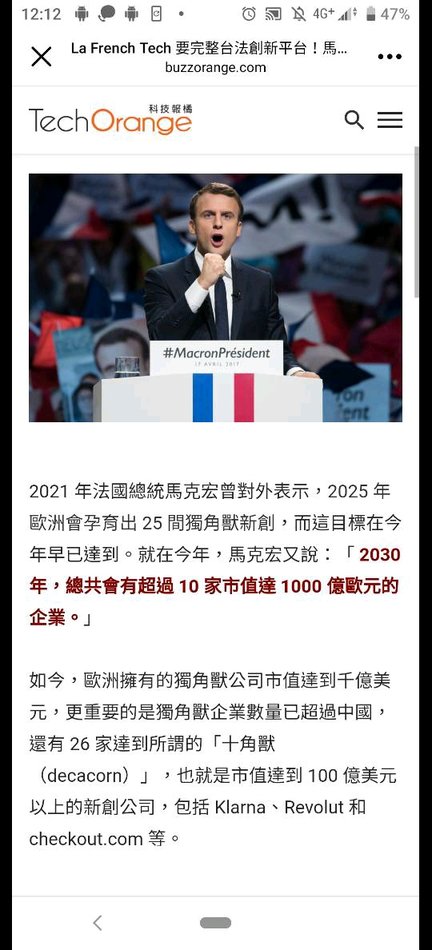 12:12
4G+
47%
La French Tech 要完整台法創新平台！馬...
buzzorange.com
科技報橘
TechOrange
M!
#MacronPrésident
17 AVRIL 2017
2021 年法國總統馬克宏曾對外表示，2025 年
歐洲會孕育出 25 間獨角獸新創，而這目標在今
年早已達到。就在今年，馬克宏又說：「 2030
年，總共會有超過 10 家市值達 1000 億歐元的
企業。」
如今，歐洲擁有的獨角獸公司市值達到千億美
元，更重要的是獨角獸企業數量已超過中國，
還有 26 家達到所謂的「十角獸
（decacorn）」，也就是市值達到 100 億美元
以上的新創公司，包括 Klarna、Revolut 和
checkout.com 等。